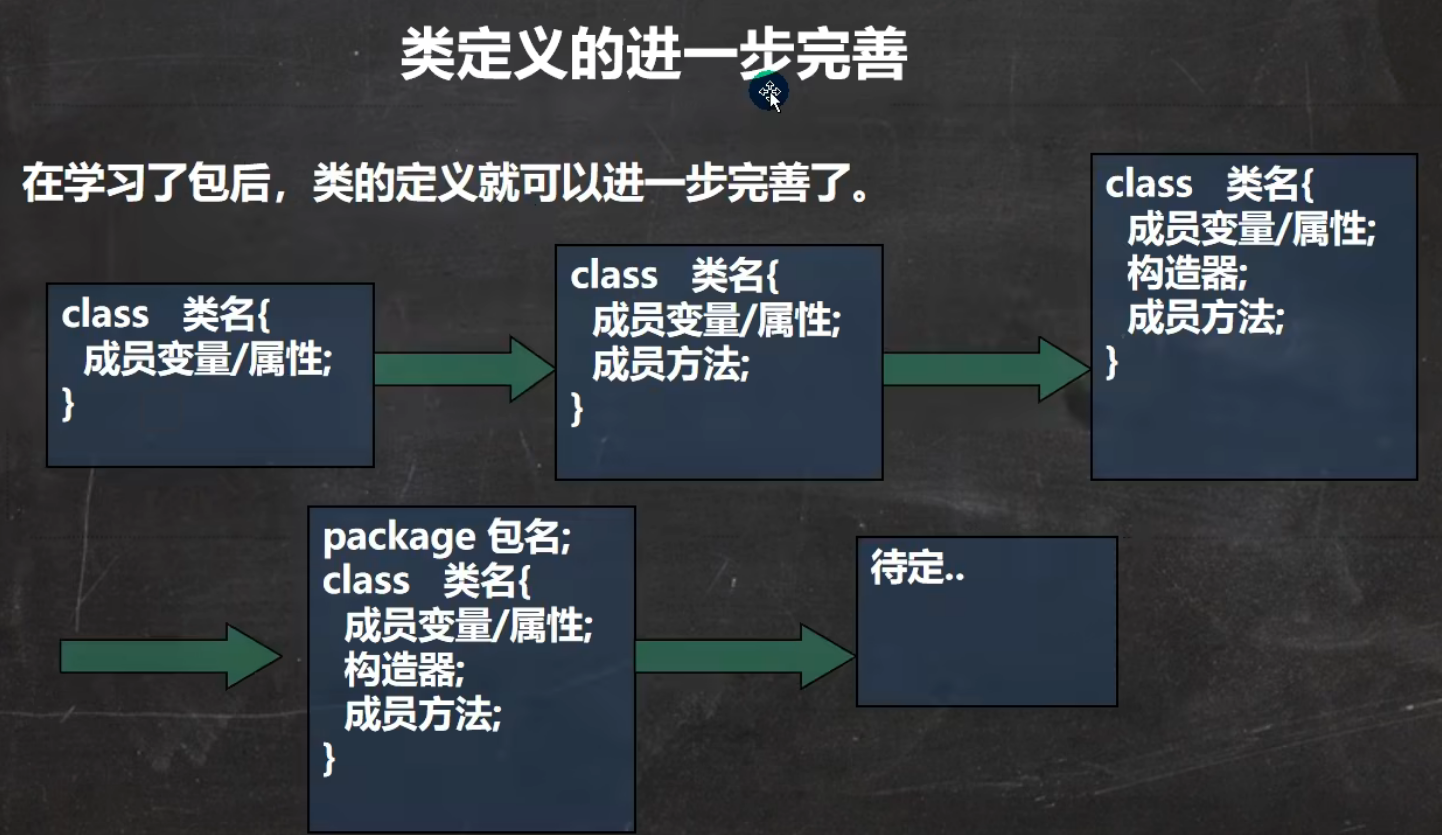 类定义的进一步完善
在学习了包后，类的定义就可以进一步完善了。
class 类名{
成员变量/属性;
}
class 类名{
成员变量/属性;
成员方法;
}
class 类名{
成员变量/属性;
构造器;
成员方法;
}
package 包名;
class 类名{
成员变量/属性;
构造器;
成员方法;
}
待定..